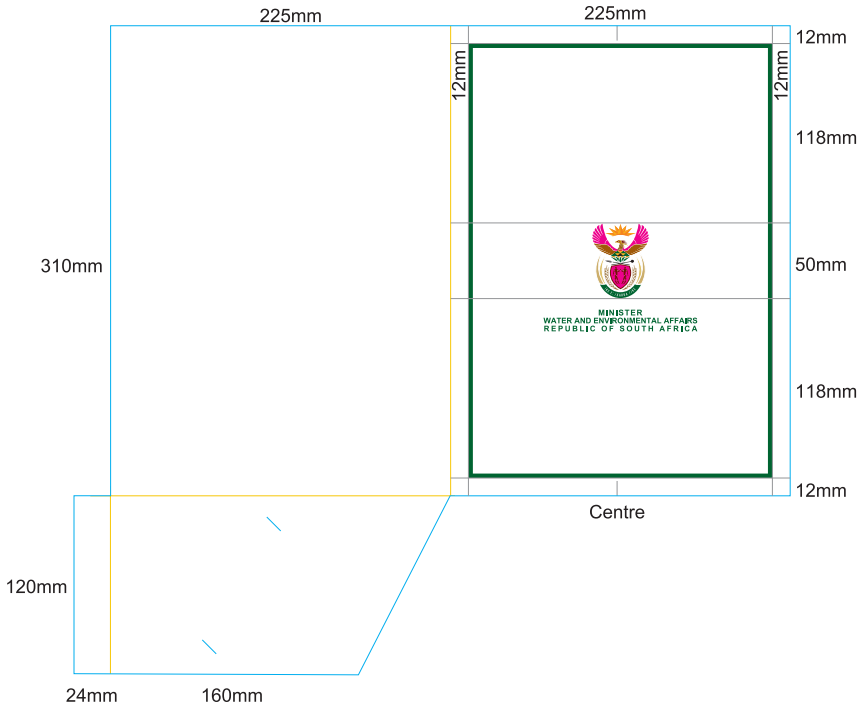 225mm
225mm
12mm
12mm
12mm
118mm
310mm
50mm
MINISTER
WATER AND ENVIRONMENTAL AFFAIRS
REPUBLIC OF SOUTH AFRICA
118mm
12mm
Centre
120mm
24mm
160mm